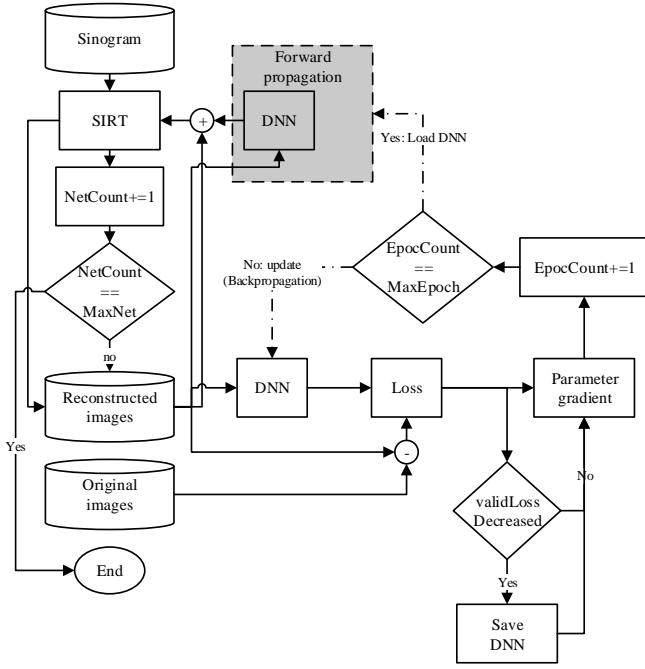 Sinogram
Forward
propagation
SIRT
+
DNN
Yes: Load DNN
NetCount+=1
NetCount
==
MaxNet
No: update
(Backpropagation)
EpocCount
==
MaxEpoch
EpocCount+=1
no
Reconstructed
images
DNN
Loss
Parameter
gradient
Yes
-
Original
images
No
validLoss
Decreased
End
Yes
Save
DNN